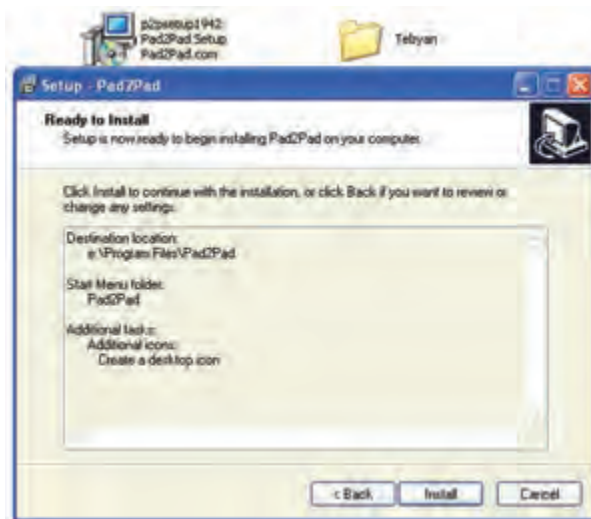 p2psetup1942
Pad2Pad Setup
Pad2Pad.com
Tebyan
Setup - Pad2Pad
Ready to Install
Setup is now ready to begin installing Pad2Pad on your computer.
Click Install to continue with the installation, or click Back if you want to review or
change any settings.
Destination location:
e:\Program Files\Pad2Pad
Start Menu folder:
Pad2Pad
Additional tasks:
Additional icons:
Create a desktop icon
< Back
Install
Cancel